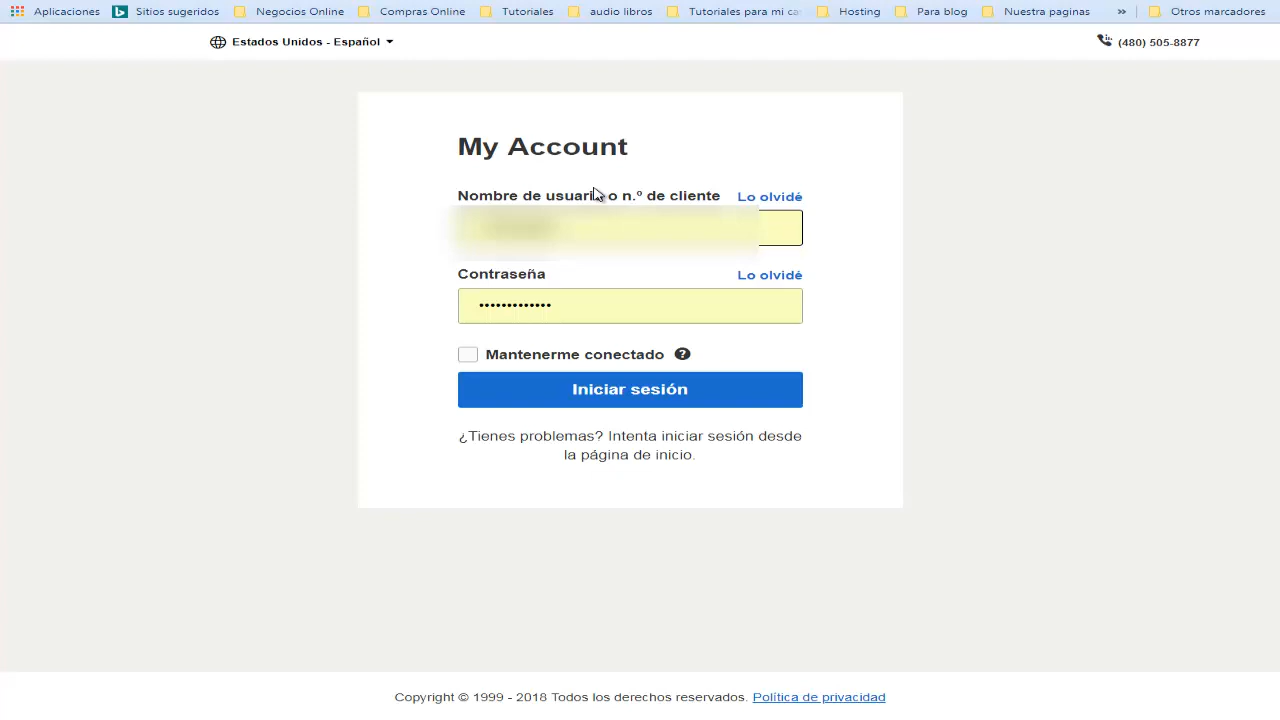 Aplicaciones Sitios sugeridos Negocios Online Compras Online Tutoriales audio libros Tutoriales para mi ca Hosting Para blog Nuestra paginas » Otros marcadores
Estados Unidos - Español (480) 505-8877
My Account
Nombre de usuario o n.º de cliente Lo olvidé
Contraseña Lo olvidé
•••••••••••••
Mantenerme conectado ?
Iniciar sesión
¿Tienes problemas? Intenta iniciar sesión desde
la página de inicio.
Copyright © 1999 - 2018 Todos los derechos reservados. Política de privacidad